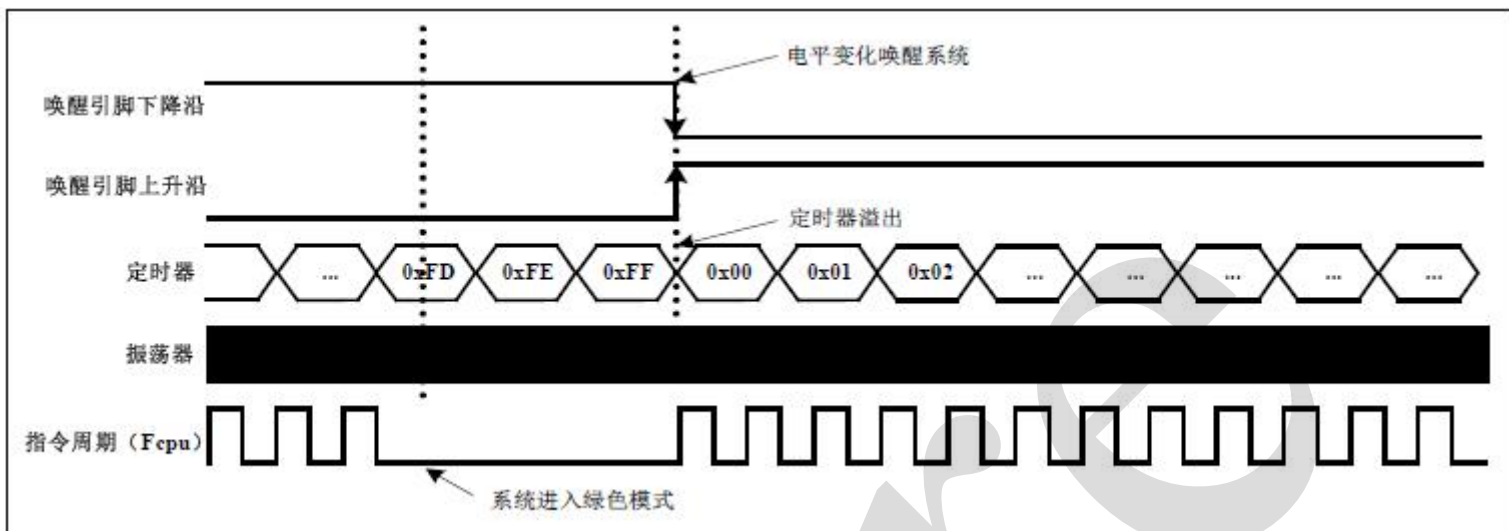 电平变化唤醒系统
唤醒引脚下降沿
唤醒引脚上升沿
定时器溢出
定时器 ... 0xFD 0xFE 0xFF 0x00 0x01 0x02 ... ... ... ... ...
振荡器
指令周期（Fcpu）
系统进入绿色模式